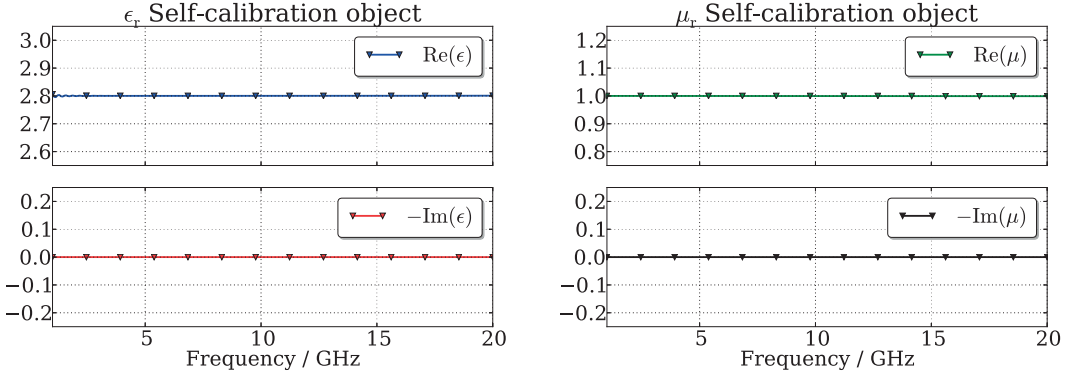 ϵr Self-calibration object
3.0
2.9
2.8
2.7
2.6
Re(ϵ)
0.2
0.1
0.0
−0.1
−0.2
−Im(ϵ)
5 10 15 20
Frequency / GHz
μr Self-calibration object
1.2
1.1
1.0
0.9
0.8
Re(μ)
0.2
0.1
0.0
−0.1
−0.2
−Im(μ)
5 10 15 20
Frequency / GHz